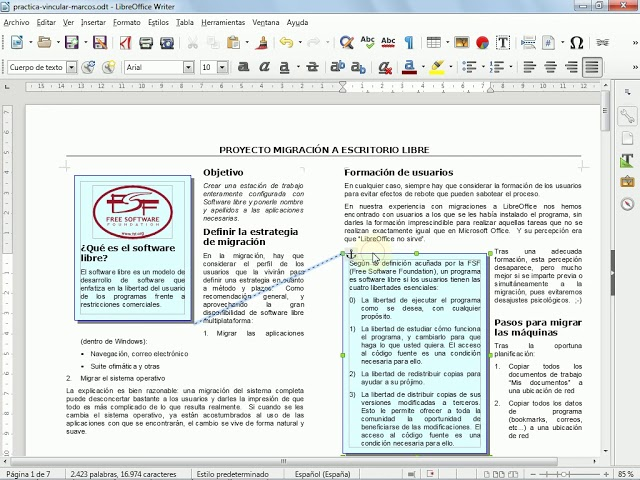 practica-vincular-marcos.odt - LibreOffice Writer
Archivo Editar Ver Insertar Formato Estilos Tabla Herramientas Ventana Ayuda
Cuerpo de texto Arial 10
PROYECTO MIGRACIÓN A ESCRITORIO LIBRE
FREE SOFTWARE
FOUNDATION
¿Qué es el software
libre?
El software libre es un modelo de
desarrollo de software que
enfatiza en la libertad del usuario
de los programas frente a
restricciones comerciales.
Objetivo
Crear una estación de trabajo
enteramente configurada con
Software libre y ponerle nombre
y apellidos a las aplicaciones
necesarias.
Definir la estrategia
de migración
En la migración, hay que
considerar el perfil de los
usuarios que la vivirán para
definir una estrategia en cuanto
a método y plazos. Como
recomendación general, y
aprovechando la gran
disponibilidad de software libre
multiplataforma:
1. Migrar las aplicaciones
(dentro de Windows):
• Navegación, correo electrónico
• Suite ofimática y otras
2. Migrar el sistema operativo
La explicación es bien razonable: una migración del sistema completa
puede desconcertar bastante a los usuarios y darles la impresión de que
todo es más complicado de lo que resulta realmente. Si cuando se les
cambia el sistema operativo, ya están acostumbrados al uso de las
aplicaciones con que se encontrarán, el cambio se vive de forma natural y
suave.
Formación de usuarios
En cualquier caso, siempre hay que considerar la formación de los usuarios
para evitar efectos de rebote que pueden sabotear el proceso.
En nuestra experiencia con migraciones a LibreOffice nos hemos
encontrado con usuarios a los que se les había instalado el programa, sin
darles la formación imprescindible para realizar aquellas tareas que no se
realizan exactamente igual que en Microsoft Office. Y su percepción era
que "LibreOffice no sirve".
Según la definición acuñada por la FSF
(Free Software Foundation), un programa
es software libre si los usuarios tienen las
cuatro libertades esenciales:
0) La libertad de ejecutar el programa
como se desea, con cualquier
propósito.
1) La libertad de estudiar cómo funciona
el programa, y cambiarlo para que
haga lo que usted quiera. El acceso
al código fuente es una condición
necesaria para ello.
2) La libertad de redistribuir copias para
ayudar a su prójimo.
3) La libertad de distribuir copias de sus
versiones modificadas a terceros.
Esto le permite ofrecer a toda la
comunidad la oportunidad de
beneficiarse de las modificaciones. El
acceso al código fuente es una
condición necesaria para ello.
Tras una adecuada
formación, esta percepción
desaparece, pero mucho
mejor si se imparte previa o
simultáneamente a la
migración, pues evitaremos
desajustes psicológicos. ;-)
Pasos para migrar
las máquinas
Tras la oportuna
planificación:
1. Copiar todos los
documentos de trabajo
"Mis documentos" a
una ubicación de red
2. Copiar todos los datos
de programa
(bookmarks, correos,
etc...) a una ubicación
de red
Página 1 de 7 2.423 palabras, 16.974 caracteres Estilo predeterminado Español (España) 85 %